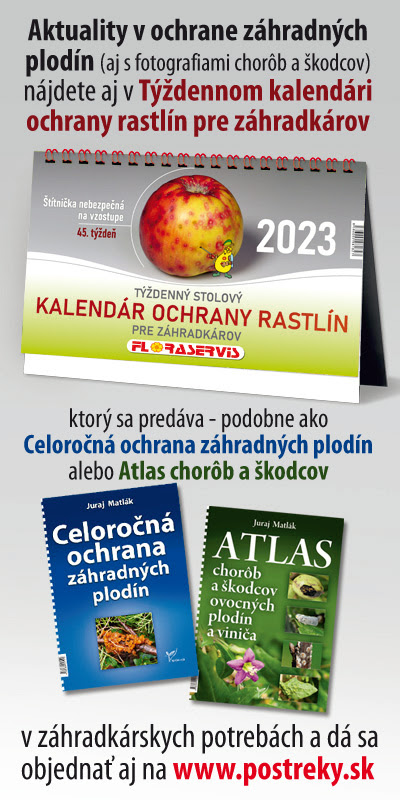 Aktuality v ochrane záhradných
plodín (aj s fotografiami chorôb a škodcov)
nájdete aj v Týždennom kalendári
ochrany rastlín pre záhradkárov
Štítnička nebezpečná
na vzostupe
45. týždeň
2023
TÝŽDENNÝ STOLOVÝ
KALENDÁR OCHRANY RASTLÍN
PRE ZÁHRADKÁROV
FLORASERVIS
ktorý sa predáva - podobne ako
Celoročná ochrana záhradných plodín
alebo Atlas chorôb a škodcov
Juraj Matlák
Celoročná
ochrana
záhradných
plodín
Juraj Matlák
ATLAS
chorôb
a škodcov
ovocných
plodín
a viniča
v záhradkárskych potrebách a dá sa
objednať aj na www.postreky.sk